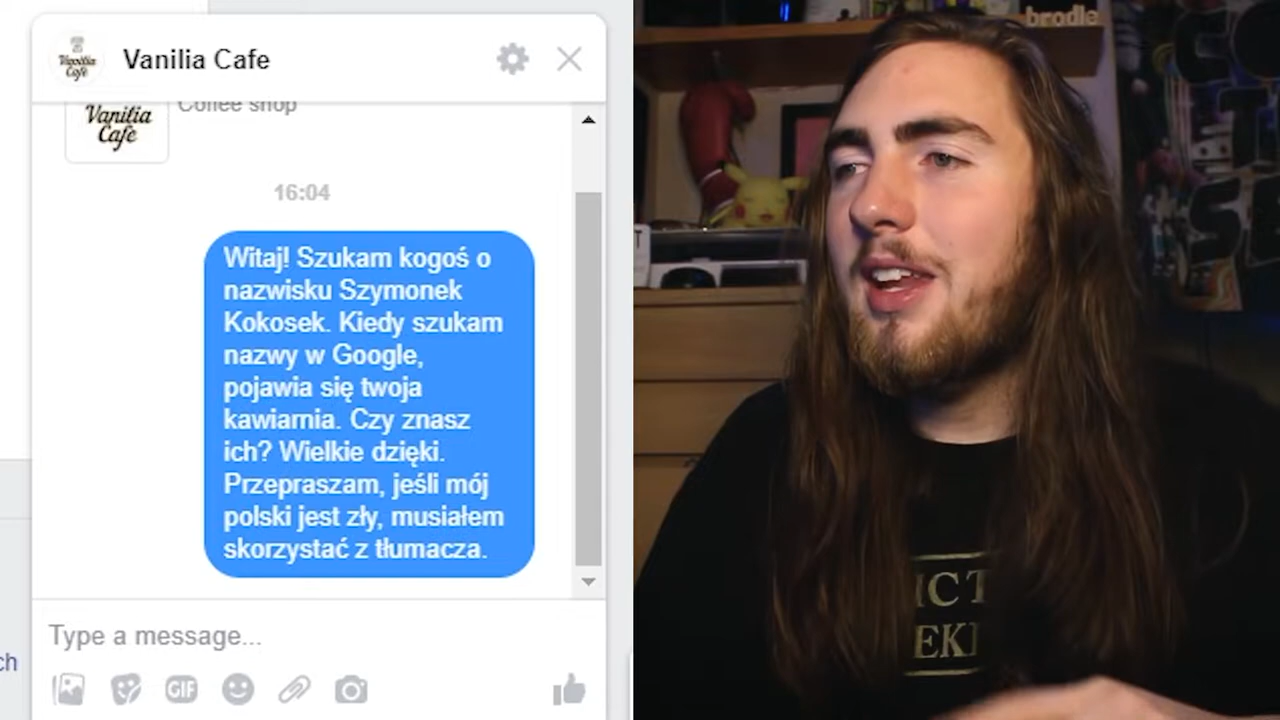 Vanilia Cafe
Coffee shop
Vanilia
Cafe
16:04
Witaj! Szukam kogoś o
nazwisku Szymonek
Kokosek. Kiedy szukam
nazwy w Google,
pojawia się twoja
kawiarnia. Czy znasz
ich? Wielkie dzięki.
Przepraszam, jeśli mój
polski jest zły, musiałem
skorzystać z tłumacza.
Type a message...
GIF
ch
brodle